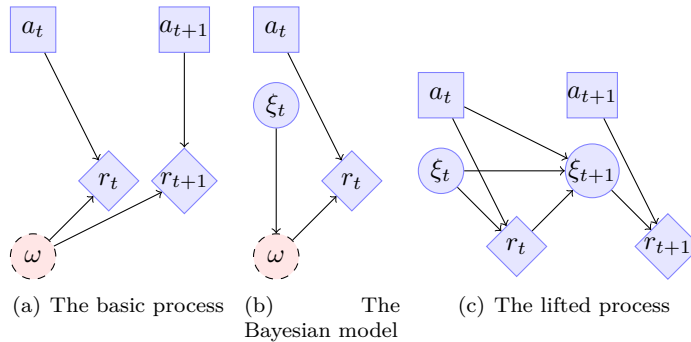 a_t a_{t+1} a_t
ξ_t
r_t r_{t+1} r_t
ω ω
a_t a_{t+1}
ξ_t ξ_{t+1}
r_t r_{t+1}
(a) The basic process
(b) The
Bayesian model
(c) The lifted process